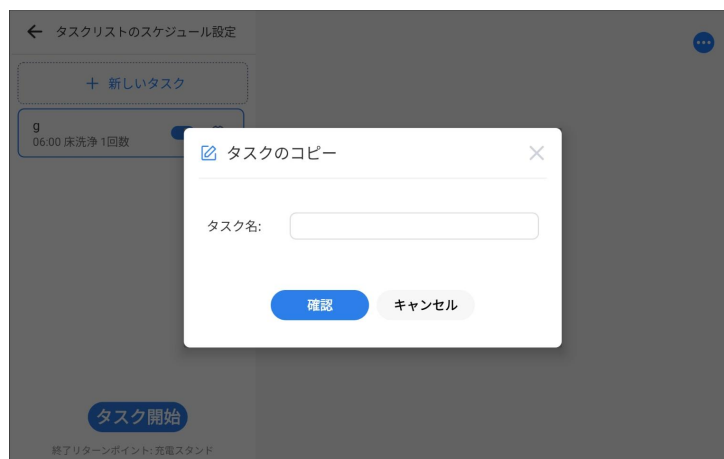 タスクリストのスケジュール設定
+ 新しいタスク
g
06:00 床洗浄 1回数
タスクのコピー
タスク名:
確認
キャンセル
タスク開始
終了リターンポイント: 充電スタンド